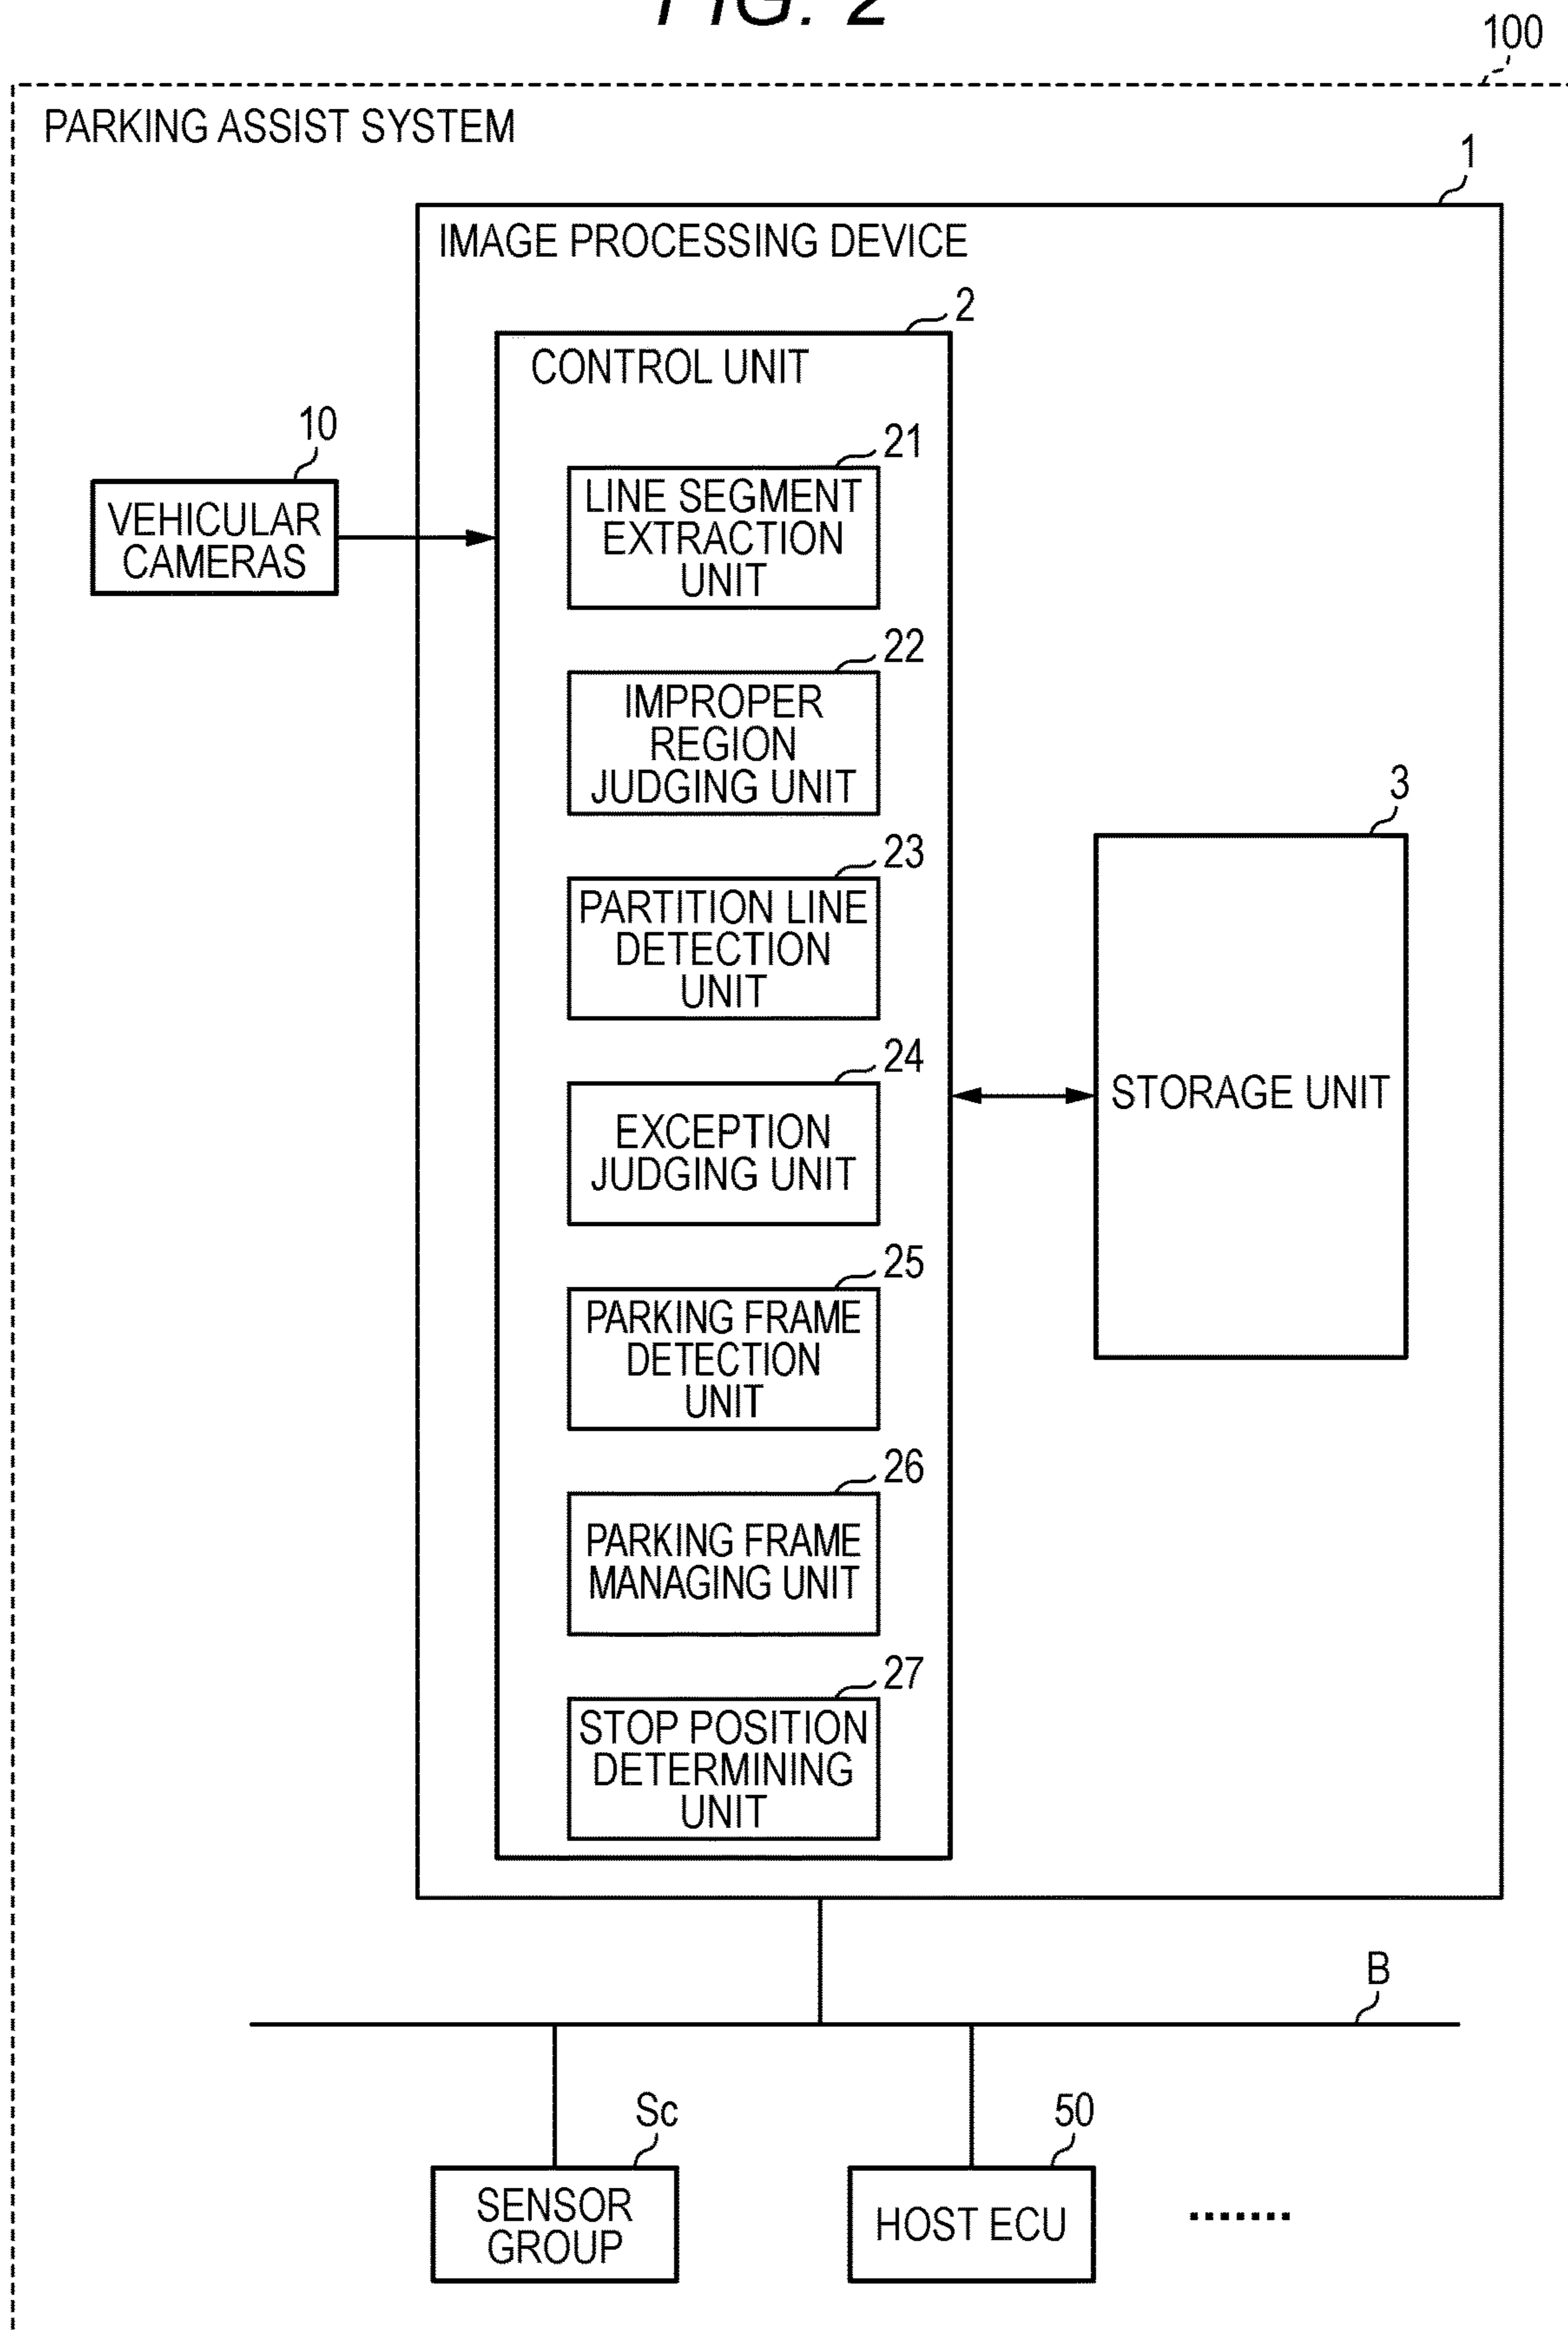 FIG. 2
100
PARKING ASSIST SYSTEM
1
IMAGE PROCESSING DEVICE
2
CONTROL UNIT
10
VEHICULAR
CAMERAS
21
LINE SEGMENT
EXTRACTION
UNIT
22
IMPROPER
REGION
JUDGING UNIT
23
PARTITION LINE
DETECTION
UNIT
24
EXCEPTION
JUDGING UNIT
3
STORAGE UNIT
25
PARKING FRAME
DETECTION
UNIT
26
PARKING FRAME
MANAGING UNIT
27
STOP POSITION
DETERMINING
UNIT
B
Sc
SENSOR
GROUP
50
HOST ECU
.......